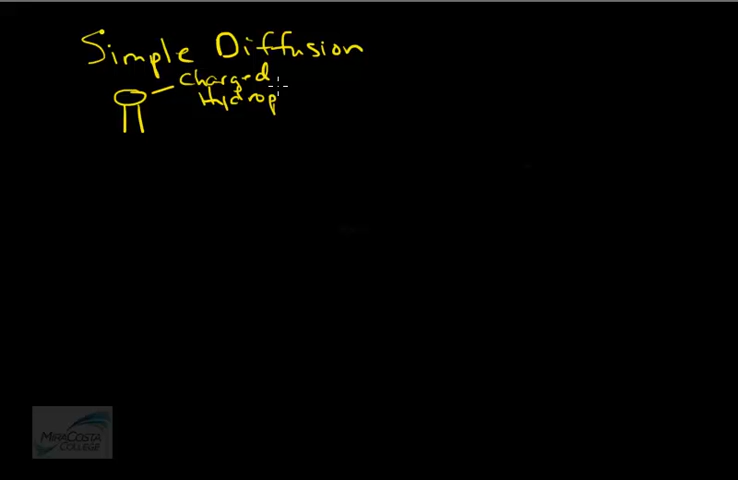 Simple Diffusion
Charged
Hydrop
MIRACOSTA
COLLEGE